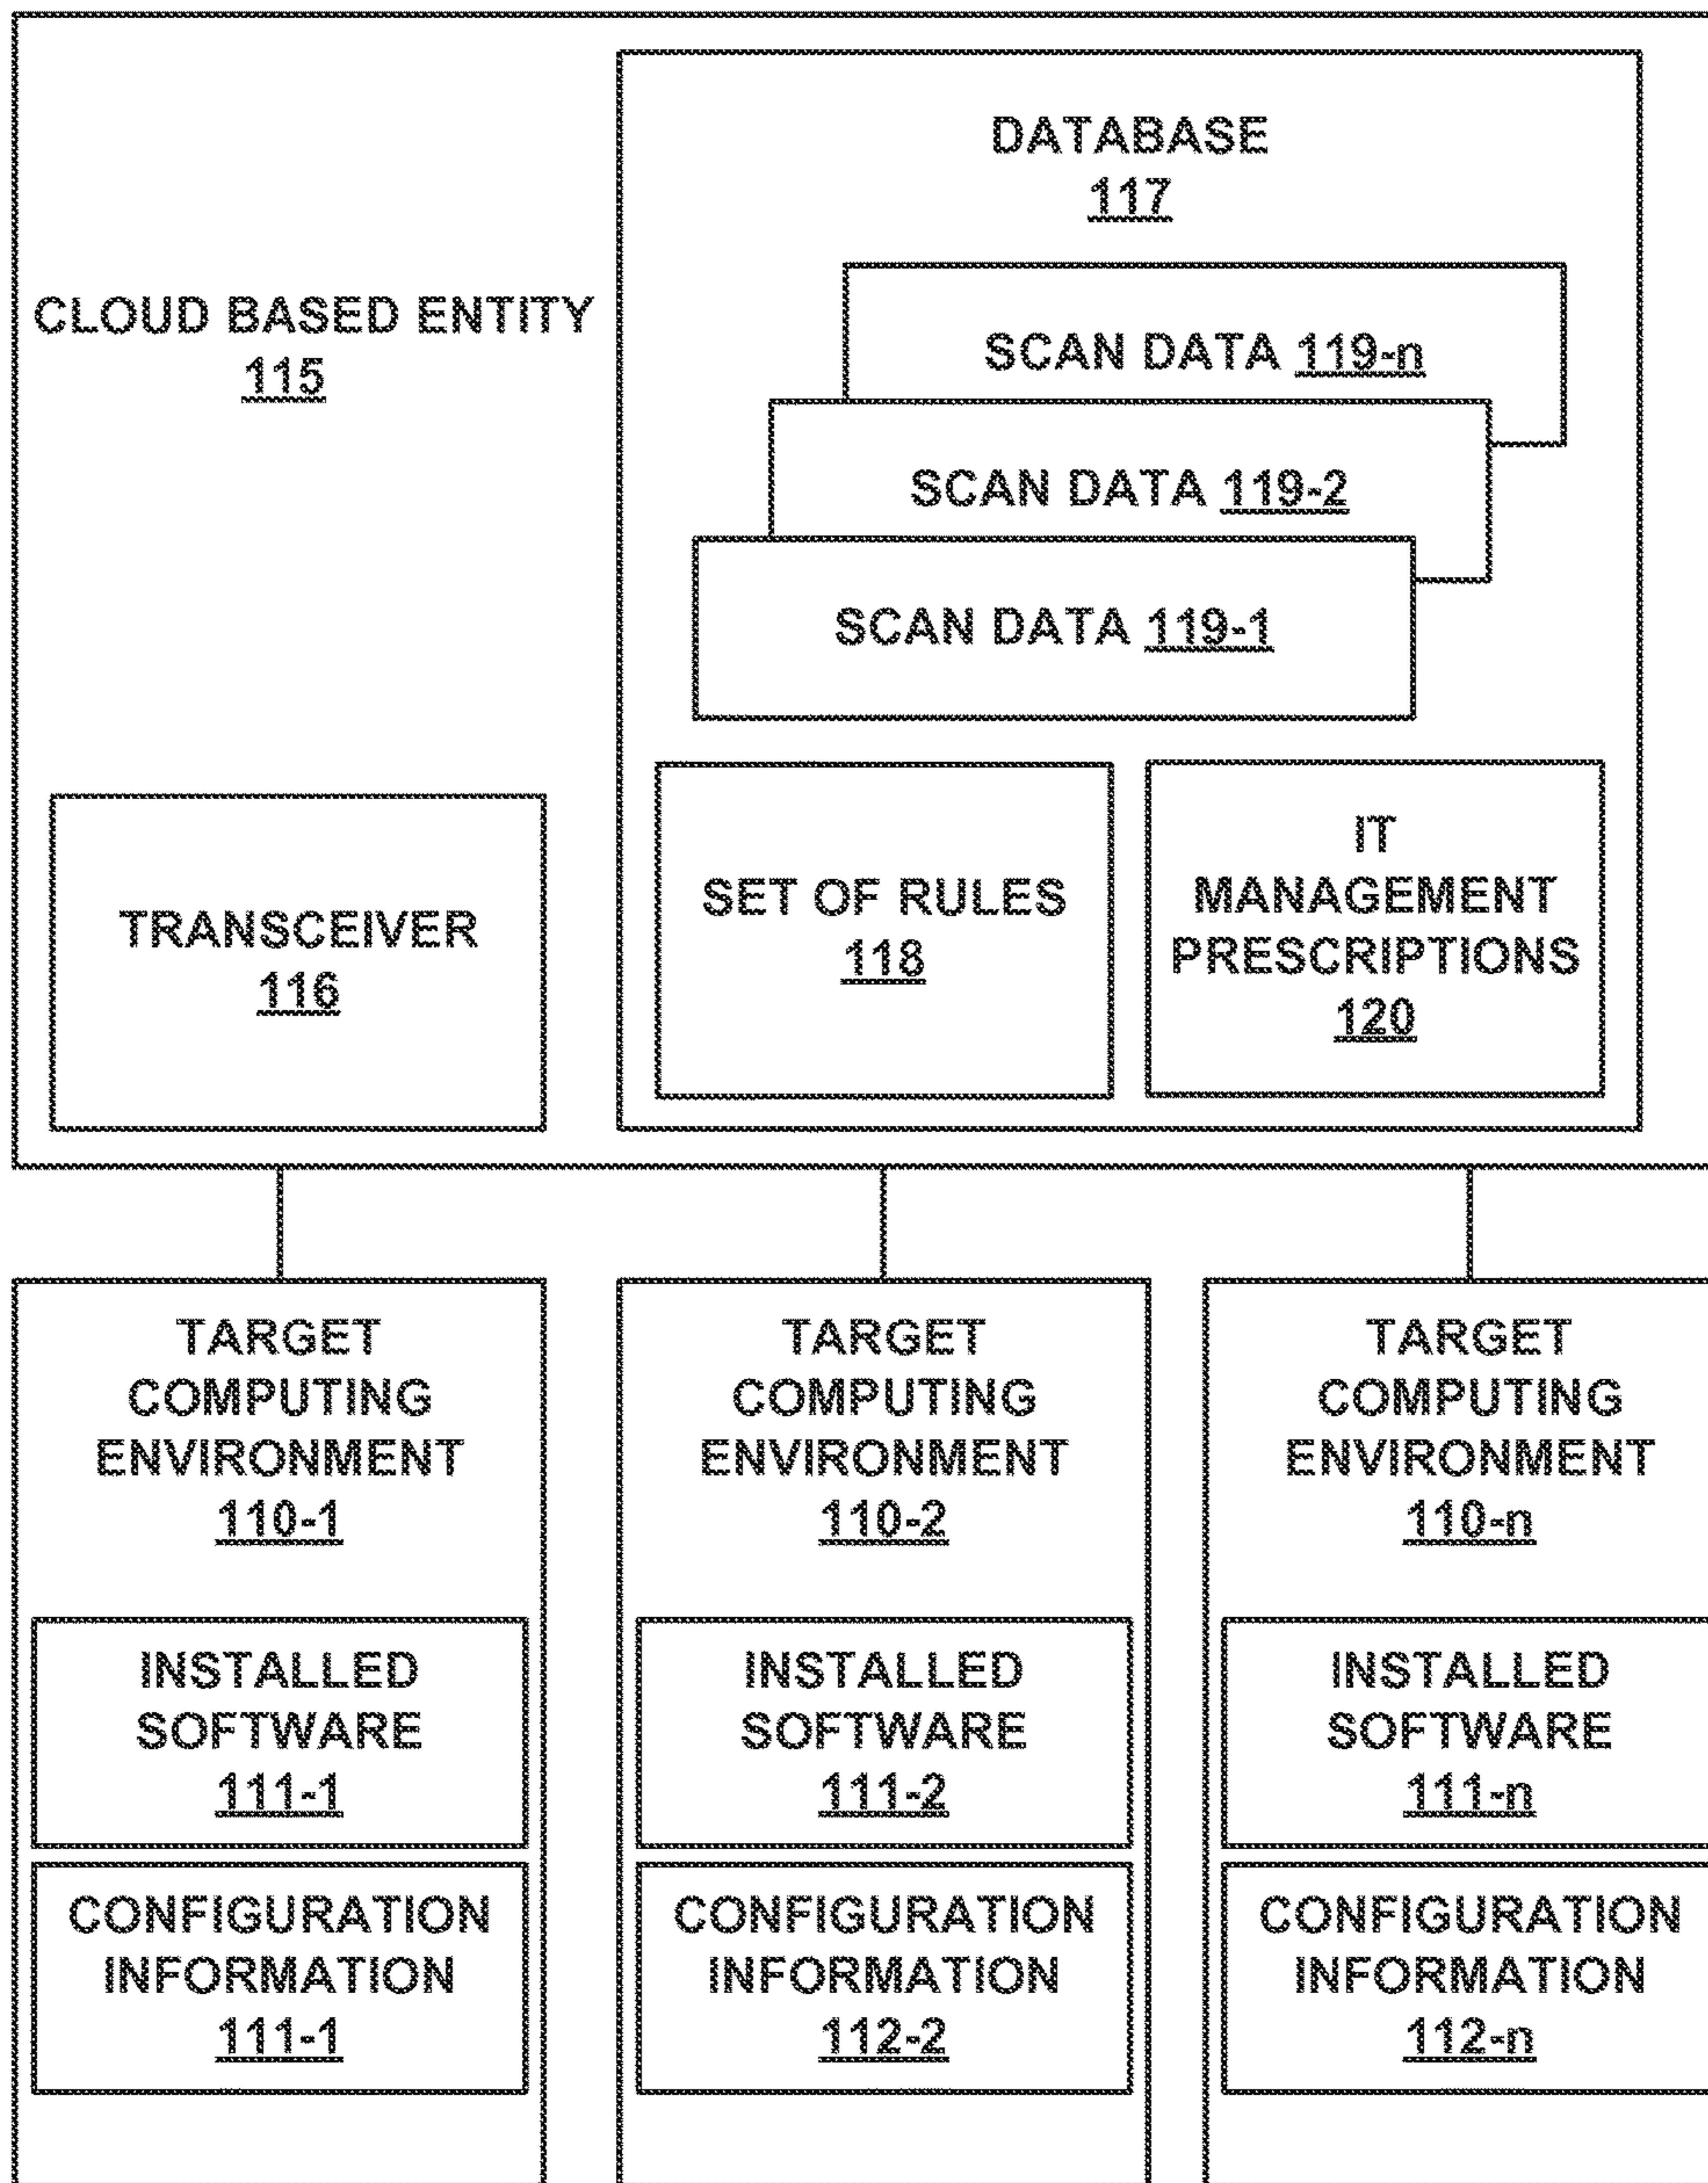 DATABASE
117
CLOUD BASED ENTITY
115
SCAN DATA 119-n
SCAN DATA 119-2
SCAN DATA 119-1
TRANSCEIVER
116
SET OF RULES
118
IT
MANAGEMENT
PRESCRIPTIONS
120
TARGET
COMPUTING
ENVIRONMENT
110-1
INSTALLED
SOFTWARE
111-1
CONFIGURATION
INFORMATION
111-1
TARGET
COMPUTING
ENVIRONMENT
110-2
INSTALLED
SOFTWARE
111-2
CONFIGURATION
INFORMATION
112-2
TARGET
COMPUTING
ENVIRONMENT
110-n
INSTALLED
SOFTWARE
111-n
CONFIGURATION
INFORMATION
112-n